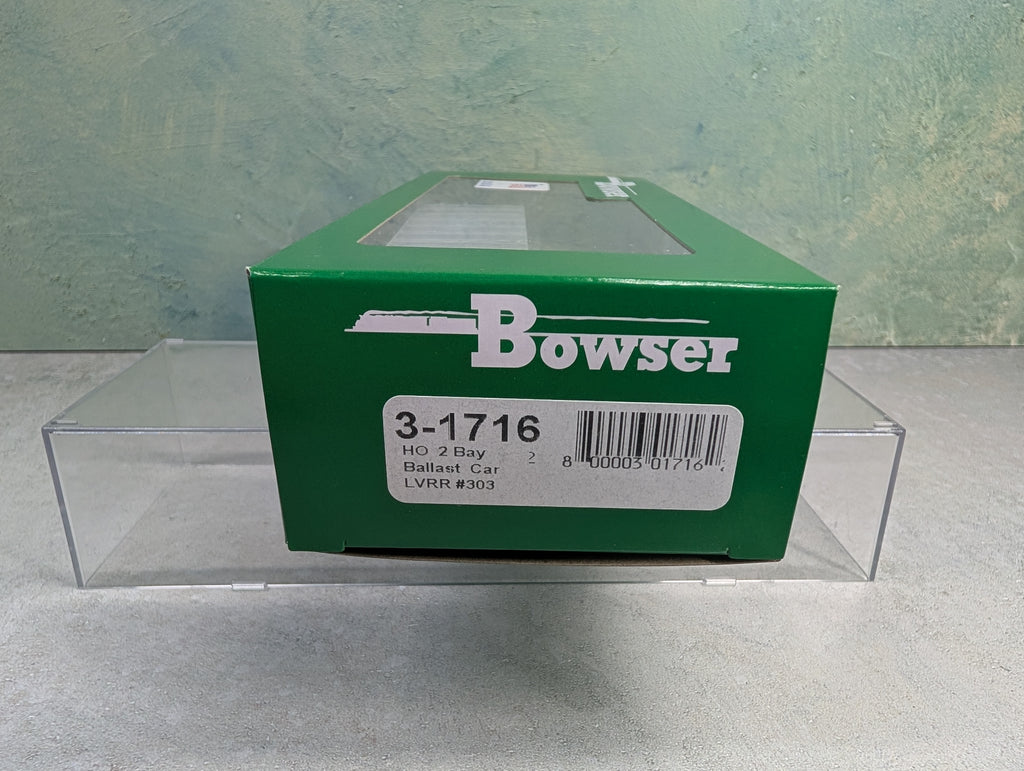 Bowser
3-1716
HO 2 Bay 2
Ballast Car
LVRR #303
8 00003 01716